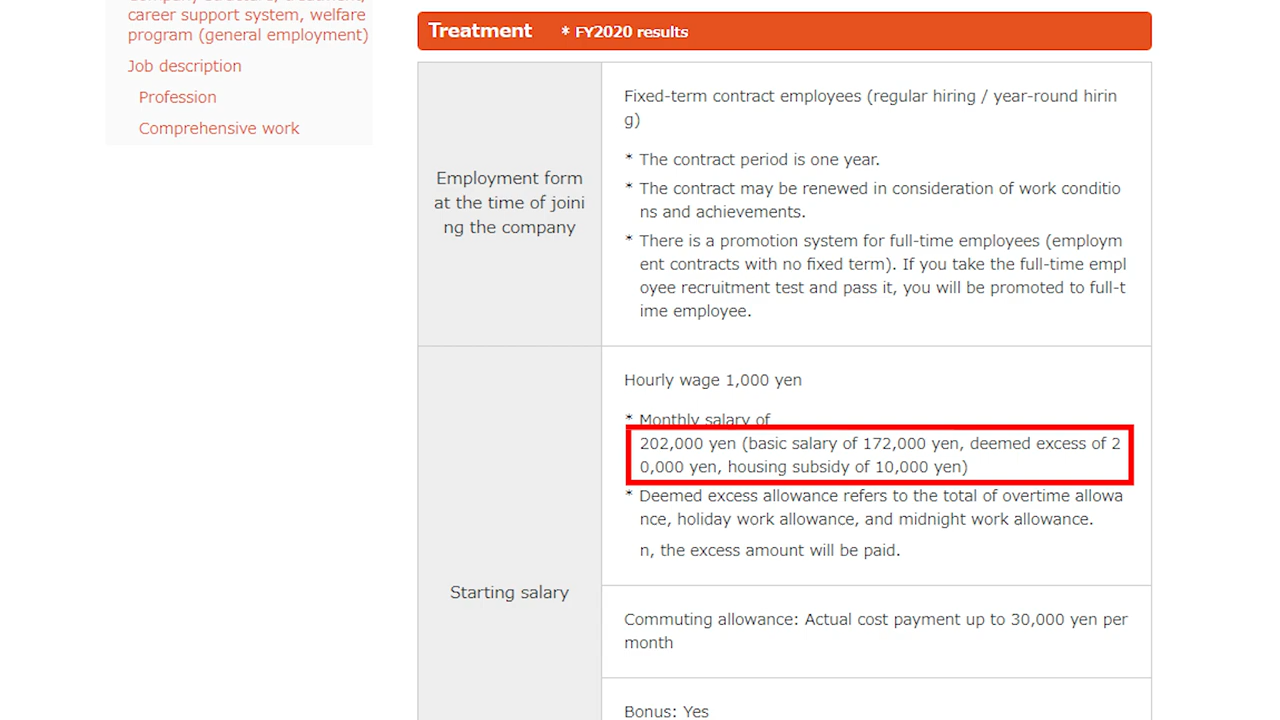 career support system, welfare
program (general employment)
Job description
Profession
Comprehensive work
Treatment * FY2020 results
Employment form
at the time of joini
ng the company
Fixed-term contract employees (regular hiring / year-round hirin
g)
* The contract period is one year.
* The contract may be renewed in consideration of work conditio
ns and achievements.
* There is a promotion system for full-time employees (employm
ent contracts with no fixed term). If you take the full-time empl
oyee recruitment test and pass it, you will be promoted to full-t
ime employee.
Starting salary
Hourly wage 1,000 yen
* Monthly salary of
202,000 yen (basic salary of 172,000 yen, deemed excess of 2
0,000 yen, housing subsidy of 10,000 yen)
* Deemed excess allowance refers to the total of overtime allowa
nce, holiday work allowance, and midnight work allowance.
n, the excess amount will be paid.
Commuting allowance: Actual cost payment up to 30,000 yen per
month
Bonus: Yes